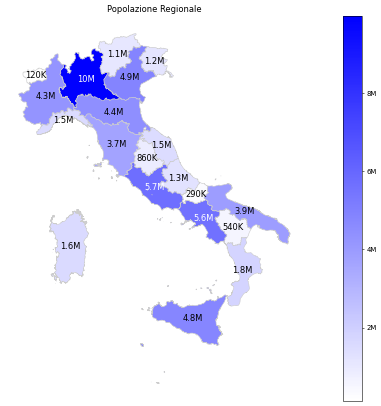 Popolazione Regionale
1.1M
1.2M
120K
10M
4.9M
4.3M
4.4M
1.5M
3.7M
1.5M
860K
1.3M
5.7M
290K
5.6M
3.9M
540K
1.6M
1.8M
4.8M
8M
6M
4M
2M